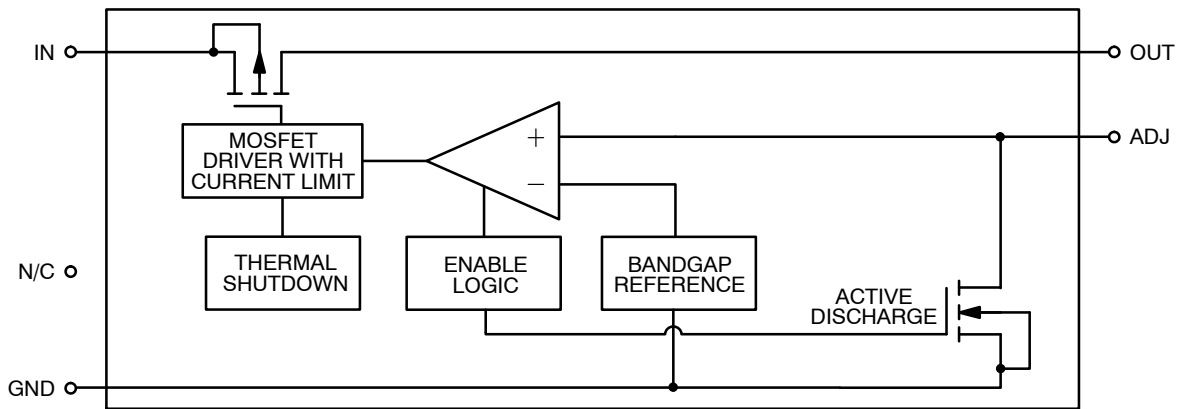 IN
OUT
MOSFET
DRIVER WITH
CURRENT LIMIT
+
−
ADJ
THERMAL
SHUTDOWN
ENABLE
LOGIC
BANDGAP
REFERENCE
N/C
ACTIVE
DISCHARGE
GND